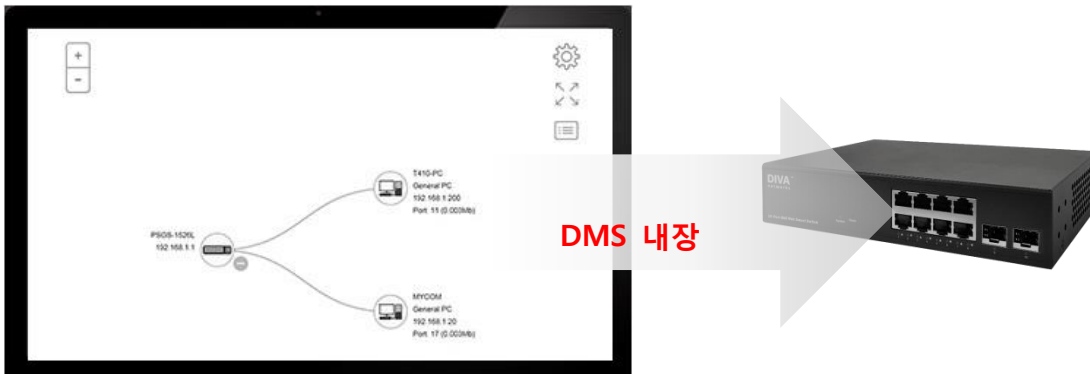 +
-
T410-PC
General PC
192.168.1.200
Port: 11 (0.003Mb)
PSGS-1526L
192.168.1.1
MYCOM
General PC
192.168.1.20
Port: 17 (0.003Mb)
DMS 내장
DIVA